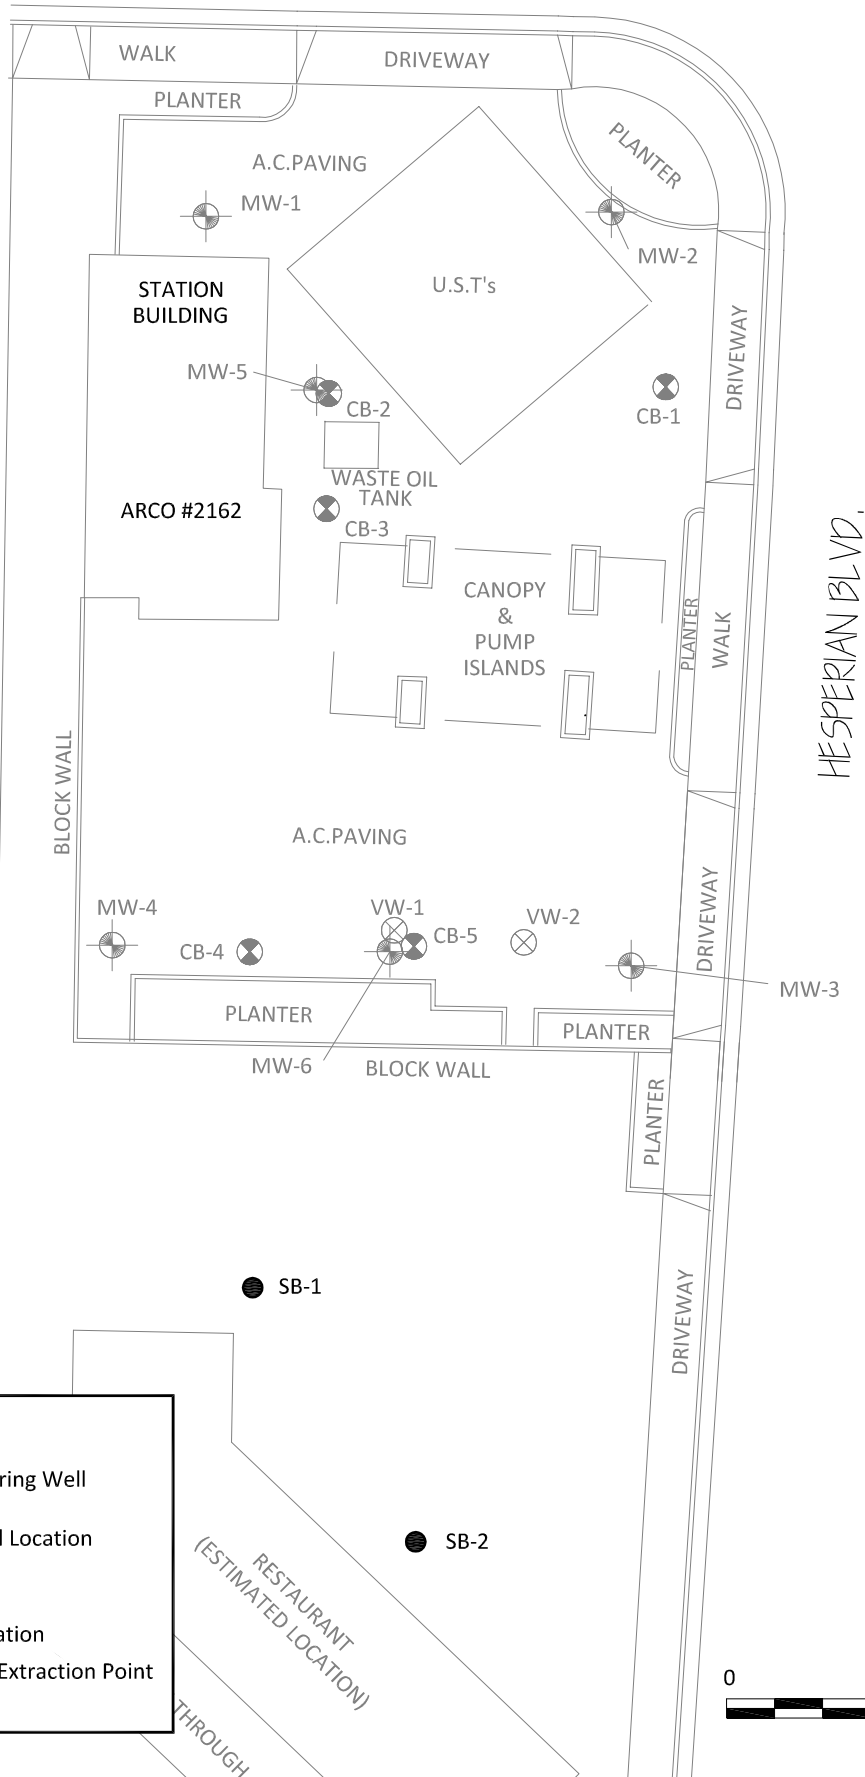 WALK
DRIVEWAY
PLANTER
PLANTER
A.C.PAVING
MW-1
MW-2
U.S.T's
STATION
BUILDING
DRIVEWAY
MW-5
CB-2
CB-1
WASTE OIL
TANK
ARCO #2162
CB-3
CANOPY
&
PUMP
ISLANDS
PLANTER
WALK
HESPERIAN BLVD.
BLOCK WALL
A.C.PAVING
DRIVEWAY
MW-4
VW-1
VW-2
CB-4
CB-5
MW-3
PLANTER
PLANTER
MW-6
BLOCK WALL
PLANTER
SB-1
DRIVEWAY
ring Well
Location
SB-2
RESTAURANT
(ESTIMATED LOCATION)
ation
Extraction Point
THROUGH
0